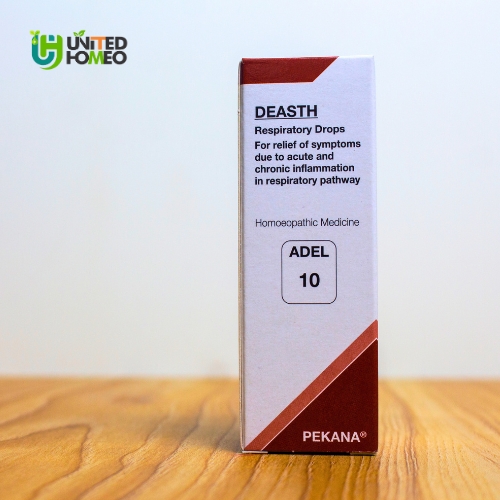 UNITED
HOMEO
DEASTH
Respiratory Drops
For relief of symptoms
due to acute and
chronic inflammation
in respiratory pathway
Homoeopathic Medicine
ADEL
10
PEKANA®